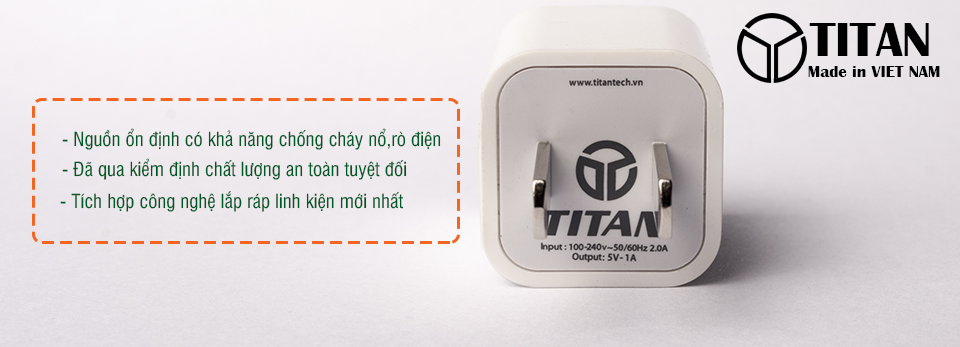 TITAN
Made in VIET NAM
- Nguồn ổn định có khả năng chống cháy nổ,rò điện
- Đã qua kiểm định chất lượng an toàn tuyệt đối
- Tích hợp công nghệ lắp ráp linh kiện mới nhất
www.titantech.vn
TITAN
Input : 100-240v~50/60Hz 2.0A
Output: 5V- 1A